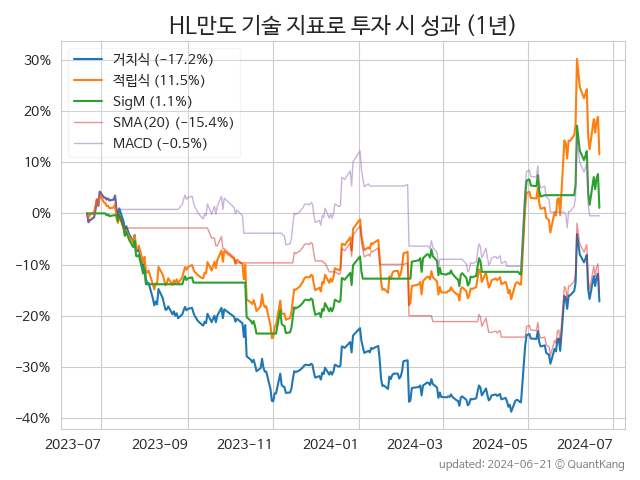 HL만도 기술 지표로 투자 시 성과 (1년)
거치식 (−17.2%)
적립식 (11.5%)
SigM (1.1%)
SMA(20) (−15.4%)
MACD (−0.5%)
30%
20%
10%
0%
−10%
−20%
−30%
−40%
2023-07 2023-09 2023-11 2024-01 2024-03 2024-05 2024-07
updated: 2024-06-21 © QuantKang